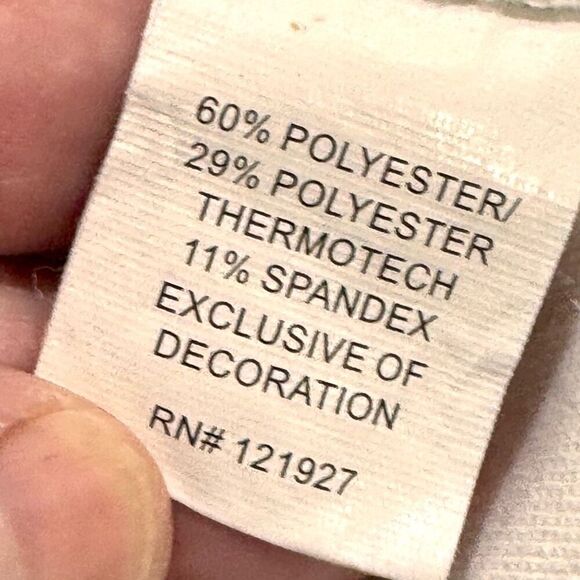 60% POLYESTER/
29% POLYESTER
THERMOTECH
11% SPANDEX
EXCLUSIVE OF
DECORATION
RN# 121927